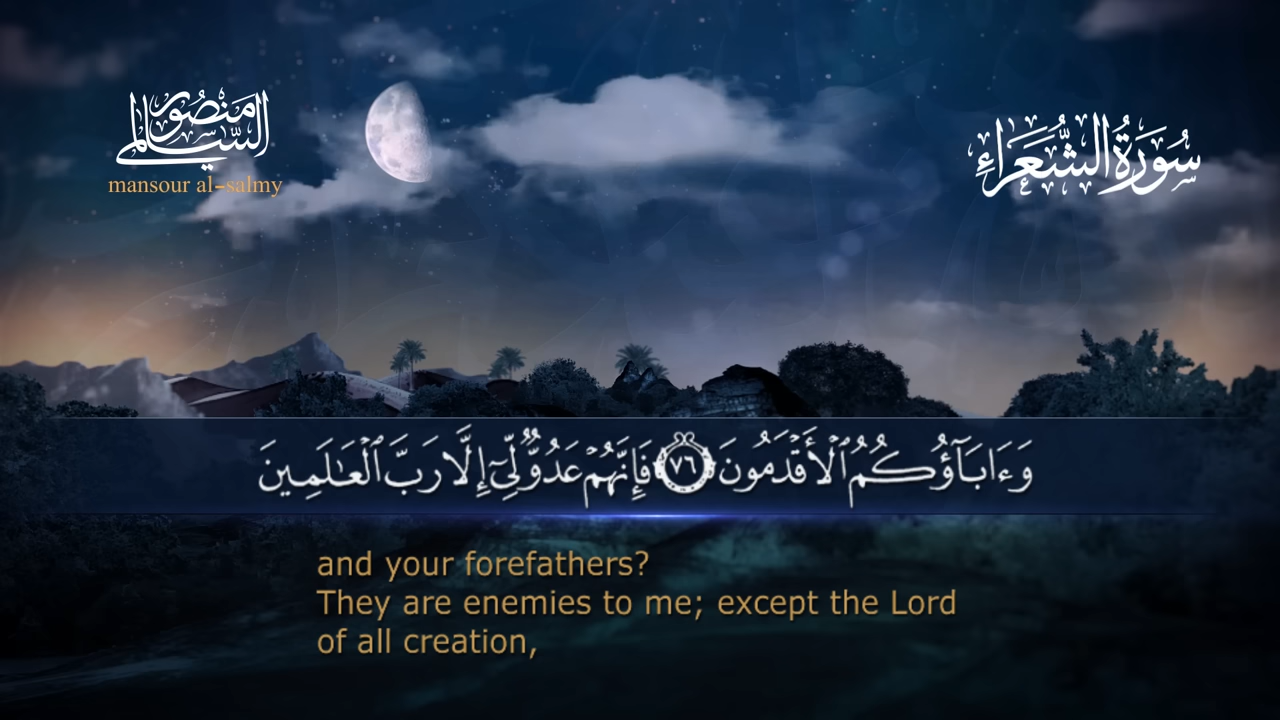 منصور
السالمي
mansour al-salmy
سُورَةُ الشُّعَرَاءِ
وَءَابَآؤُكُمُ ٱلۡأَقۡدَمُونَ ٧٦ فَإِنَّهُمۡ عَدُوࣱّ لِّيٓ إِلَّا رَبَّ ٱلۡعَٰلَمِينَ
and your forefathers?
They are enemies to me; except the Lord
of all creation,